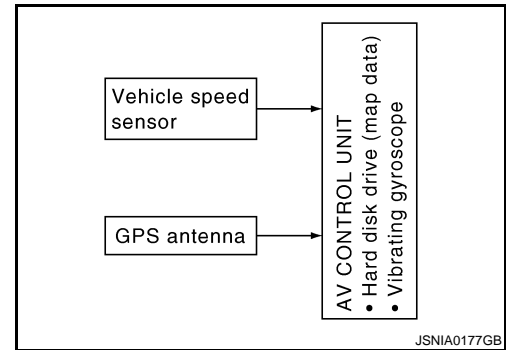 Vehicle speed
sensor
GPS antenna
AV CONTROL UNIT
• Hard disk drive (map data)
• Vibrating gyroscope
JSNIA0177GB